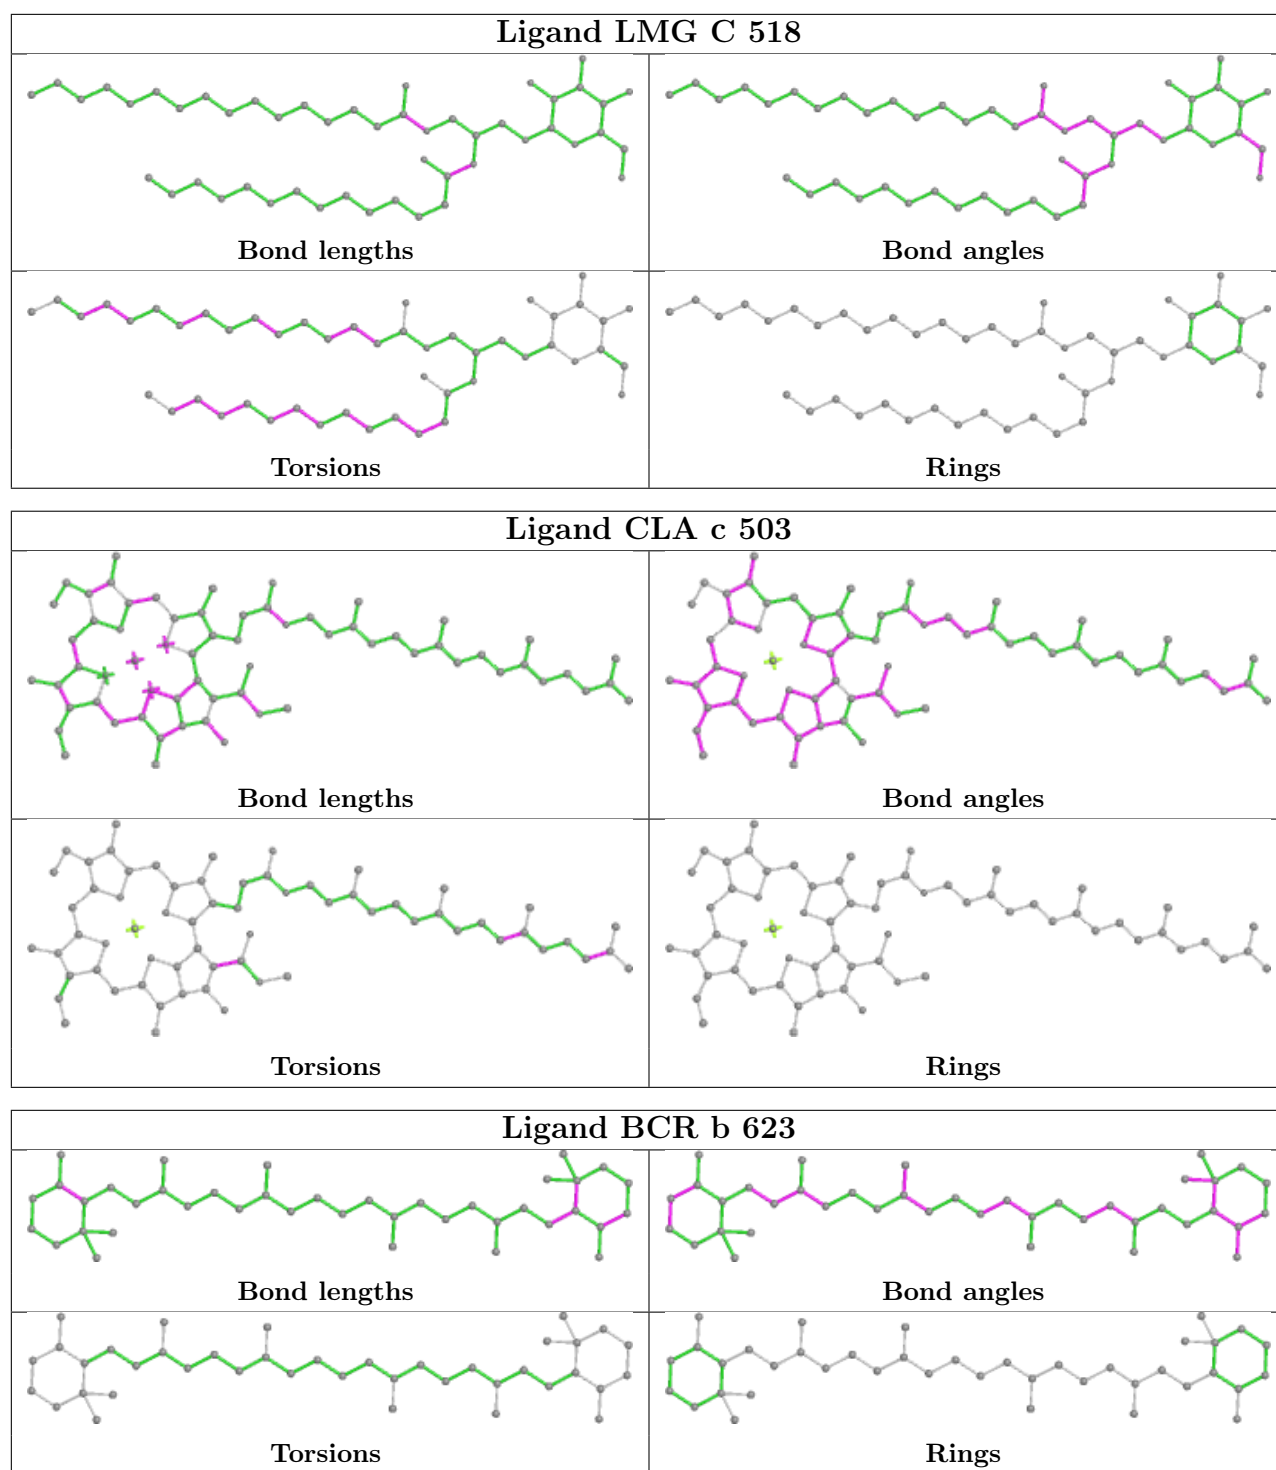 Ligand LMG C 518
Bond lengths
Bond angles
Torsions
Rings
Ligand CLA c 503
Bond lengths
Bond angles
Torsions
Rings
Ligand BCR b 623
Bond lengths
Bond angles
Torsions
Rings